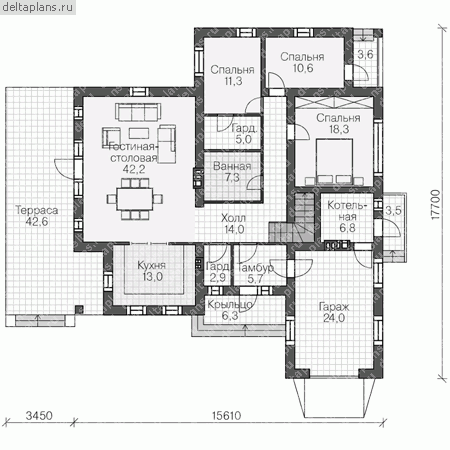 deltaplans.ru
Спальня
11,3
Спальня
10,6
3,6
Гостиная-
столовая
42,2
Гард.
5,0
Спальня
18,3
Ванная
7,3
Терраса
42,6
Холл
14,0
Котель-
ная
6,8
3,5
17700
Кухня
13,0
Гард.
2,9
Тамбур
5,7
Крыльцо
6,3
Гараж
24,0
3450
15610